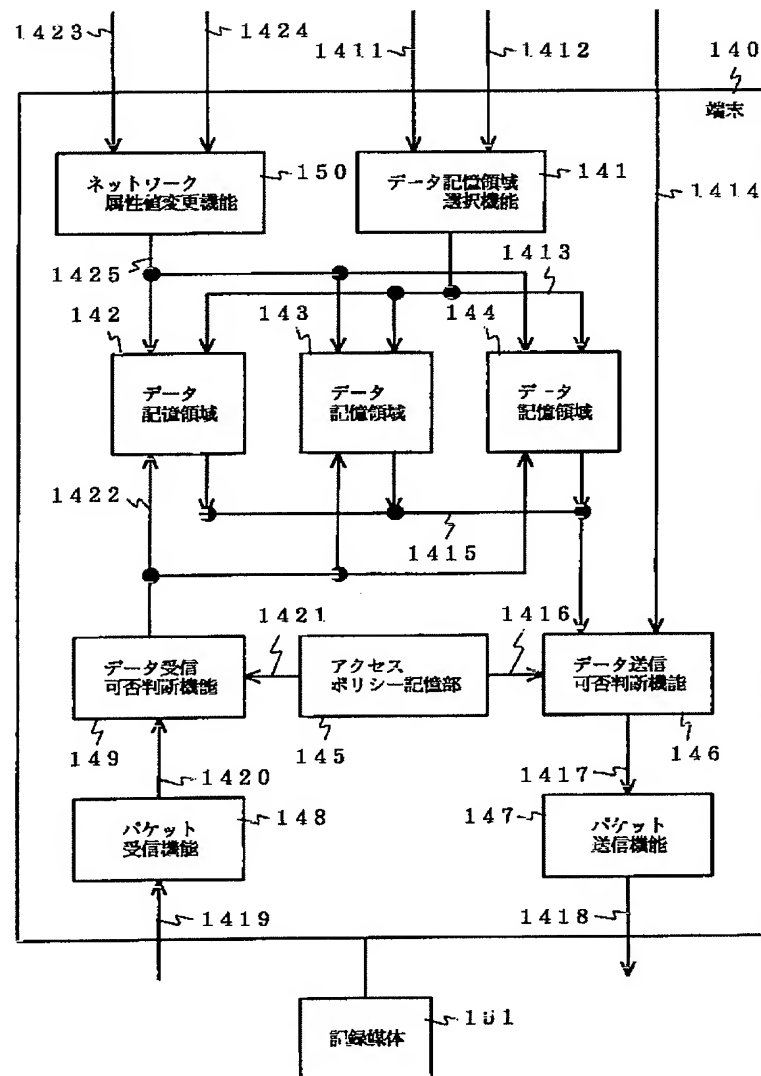 1423
1424
1411
1412
140
端末
ネットワーク
属性値変更機能
150
データ記憶領域
選択機能
141
1414
1425
1413
142
143
144
データ
記憶領域
データ
記憶領域
データ
記憶領域
1422
1415
1421
1416
データ受信
可否判断機能
アクセス
ポリシー記憶部
データ送信
可否判断機能
149
145
146
1420
1417
パケット
受信機能
148
147
パケット
送信機能
1419
1418
記録媒体
161